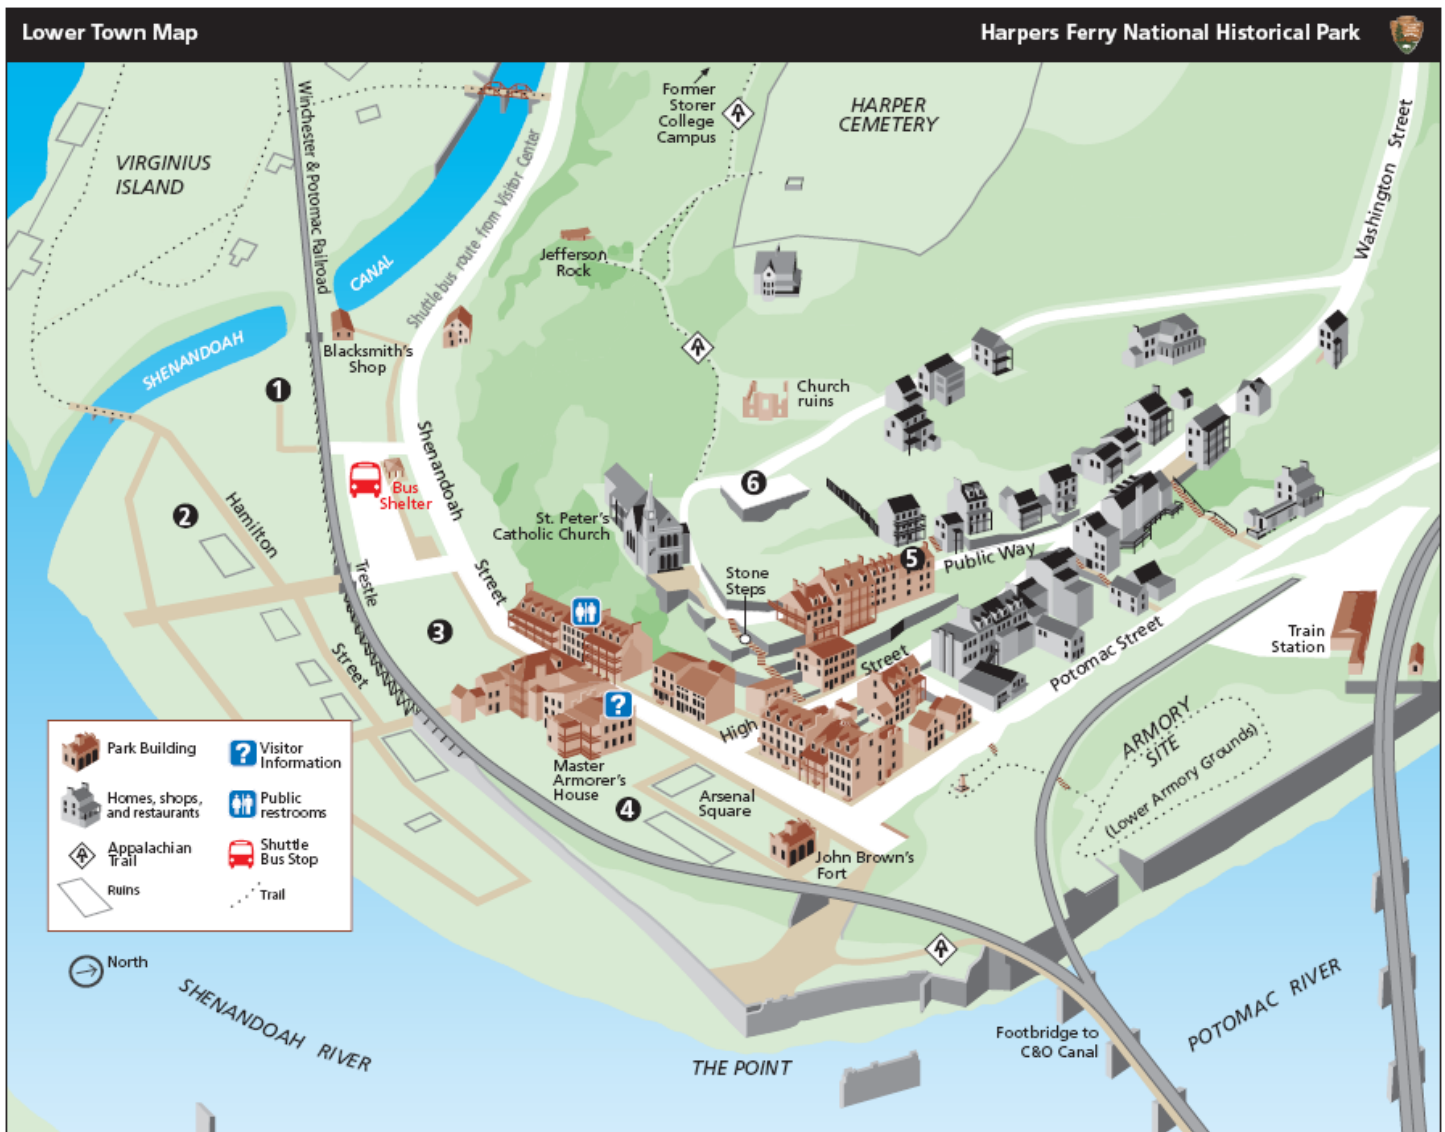 Lower Town Map
Harpers Ferry National Historical Park
Former
Storer
College
Campus
HARPER
CEMETERY
Washington Street
VIRGINIUS
ISLAND
Winchester & Potomac Railroad
CANAL
Shuttle bus route from Visitor Center
Jefferson
Rock
SHENANDOAH
Blacksmith's
Shop
Church
ruins
1
Shenandoah
Street
Bus
Shelter
6
2
Hamilton
Street
St. Peter's
Catholic Church
5
Public Way
Stone
Steps
Trestle
3
Train
Station
Potomac Street
High
Street
?
ARMORY
SITE
(Lower Armory Grounds)
Master
Armorer's
House
4
Arsenal
Square
John Brown's
Fort
Park Building
? Visitor
Information
Homes, shops,
and restaurants
Public
restrooms
Appalachian
Trail
Shuttle
Bus Stop
Ruins
Trail
North
SHENANDOAH RIVER
THE POINT
Footbridge to
C&O Canal
POTOMAC RIVER